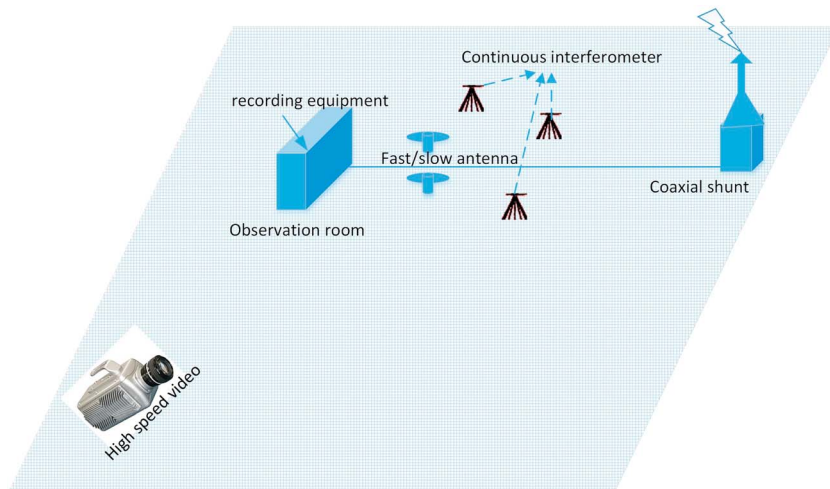 Continuous interferometer
recording equipment
Fast/slow antenna
Coaxial shunt
Observation room
High speed video